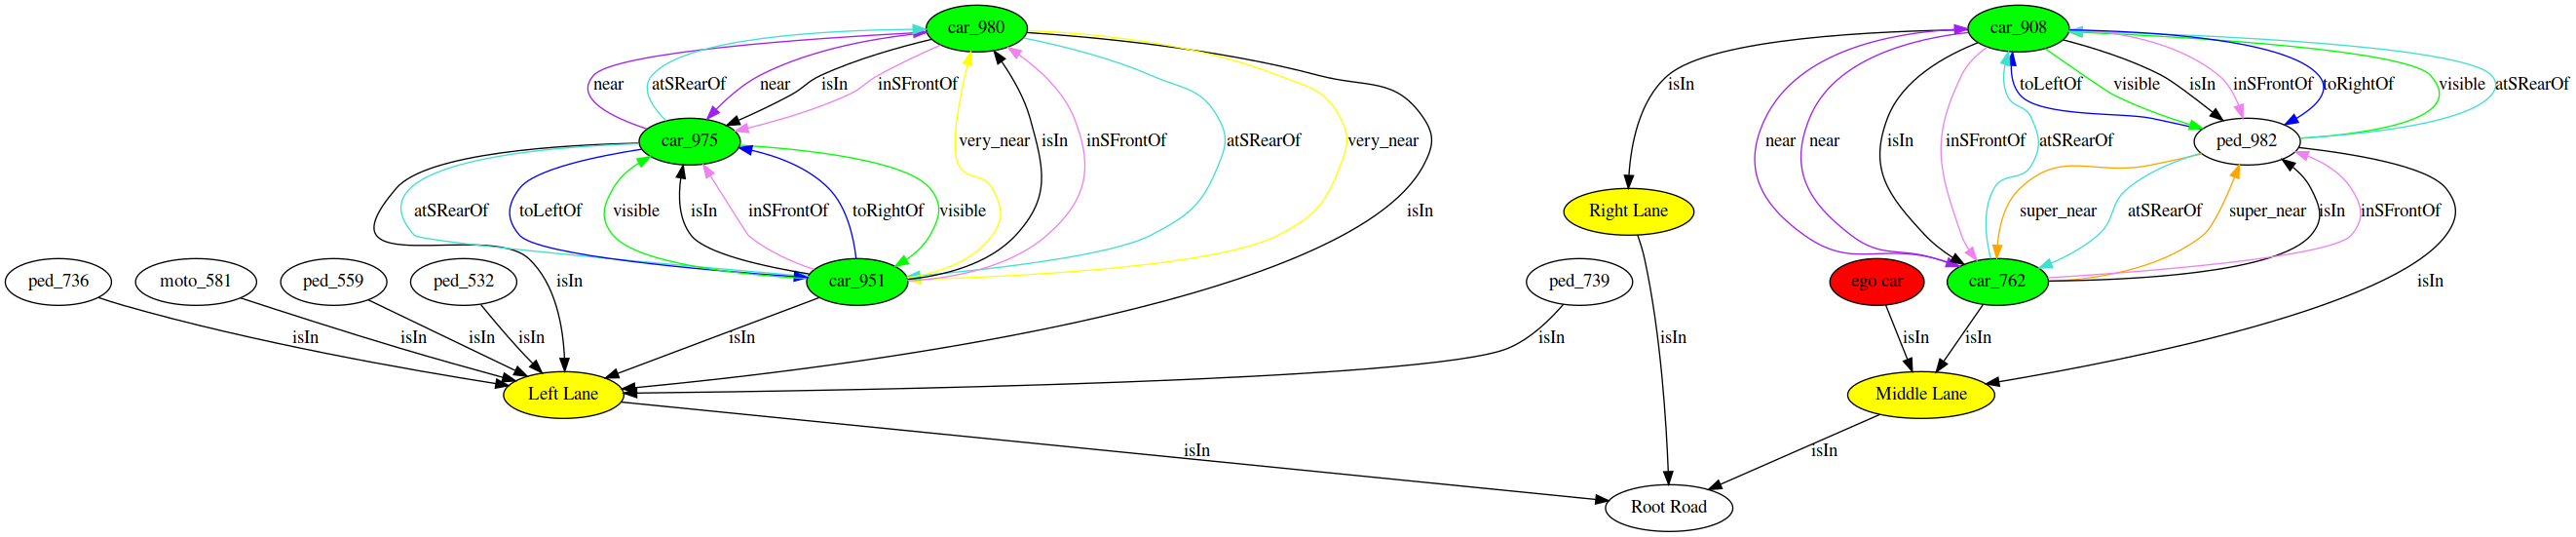 car_980
car_908
near
atSRearOf
near
isIn
inSFrontOf
isIn
toLeftOf
visible
isIn
inSFrontOf
toRightOf
visible
atSRearOf
car_975
very_near
isIn
inSFrontOf
atSRearOf
very_near
near
near
isIn
inSFrontOf
atSRearOf
ped_982
atSRearOf
toLeftOf
visible
isIn
inSFrontOf
toRightOf
visible
isIn
Right Lane
super_near
atSRearOf
super_near
isIn
inSFrontOf
ped_736
moto_581
ped_559
ped_532
isIn
car_951
ped_739
ego car
car_762
isIn
isIn
isIn
isIn
isIn
isIn
isIn
isIn
isIn
isIn
Left Lane
Middle Lane
isIn
isIn
Root Road